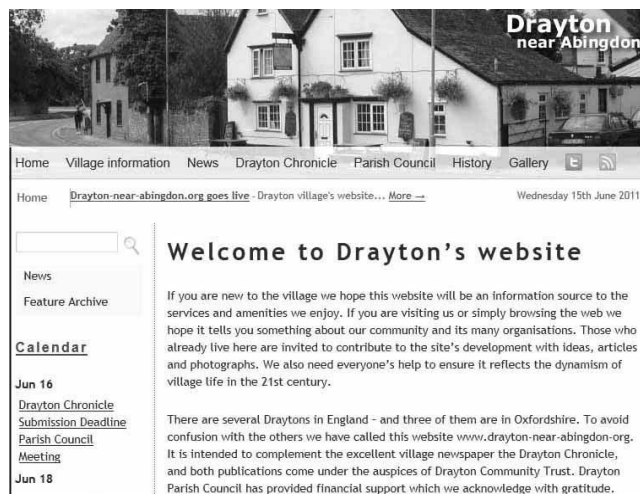 Drayton
near Abingdon
Home Village information News Drayton Chronicle Parish Council History Gallery
Home Drayton-near-abingdon.org goes live - Drayton village's website... More → Wednesday 15th June 2011
Welcome to Drayton's website
News
Feature Archive
Calendar
Jun 16
Drayton Chronicle
Submission Deadline
Parish Council
Meeting
Jun 18
If you are new to the village we hope this website will be an information source to the
services and amenities we enjoy. If you are visiting us or simply browsing the web we
hope it tells you something about our community and its many organisations. Those who
already live here are invited to contribute to the site's development with ideas, articles
and photographs. We also need everyone's help to ensure it reflects the dynamism of
village life in the 21st century.
There are several Draytons in England - and three of them are in Oxfordshire. To avoid
confusion with the others we have called this website www.drayton-near-abingdon-org.
It is intended to complement the excellent village newspaper the Drayton Chronicle,
and both publications come under the auspices of Drayton Community Trust. Drayton
Parish Council has provided financial support which we acknowledge with gratitude.